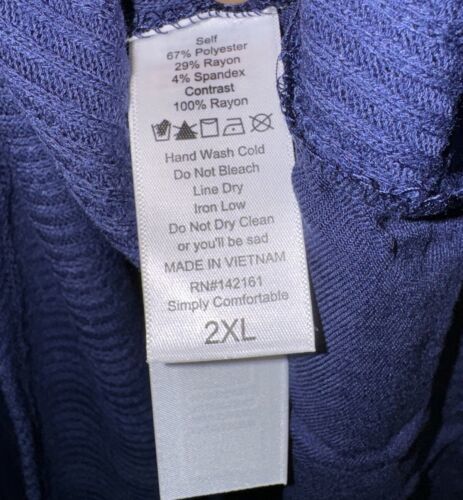 Self
67% Polyester
29% Rayon
4% Spandex
Contrast
100% Rayon
Hand Wash Cold
Do Not Bleach
Line Dry
Iron Low
Do Not Dry Clean
or you'll be sad
MADE IN VIETNAM
RN#142161
Simply Comfortable
2XL